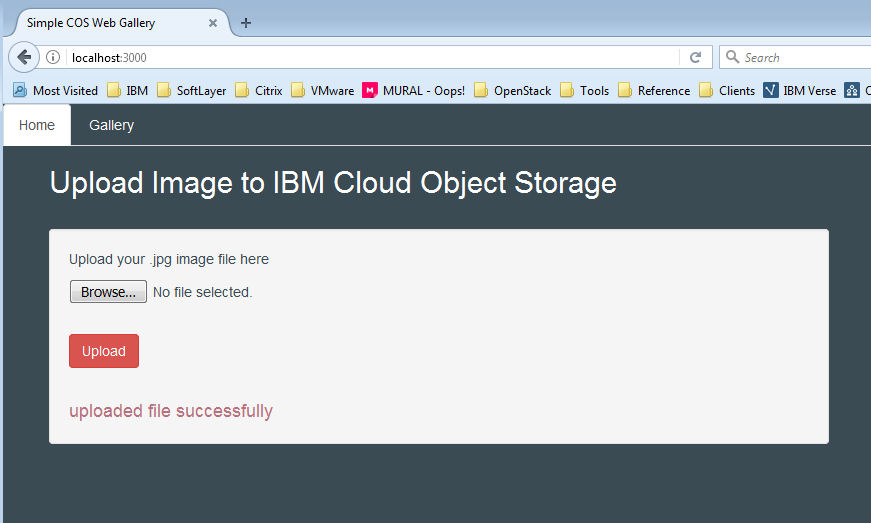 Simple COS Web Gallery
localhost:3000
Search
Most Visited IBM SoftLayer Citrix VMware MURAL - Oops! OpenStack Tools Reference Clients IBM Verse
Home Gallery
Upload Image to IBM Cloud Object Storage
Upload your .jpg image file here
Browse... No file selected.
Upload
uploaded file successfully